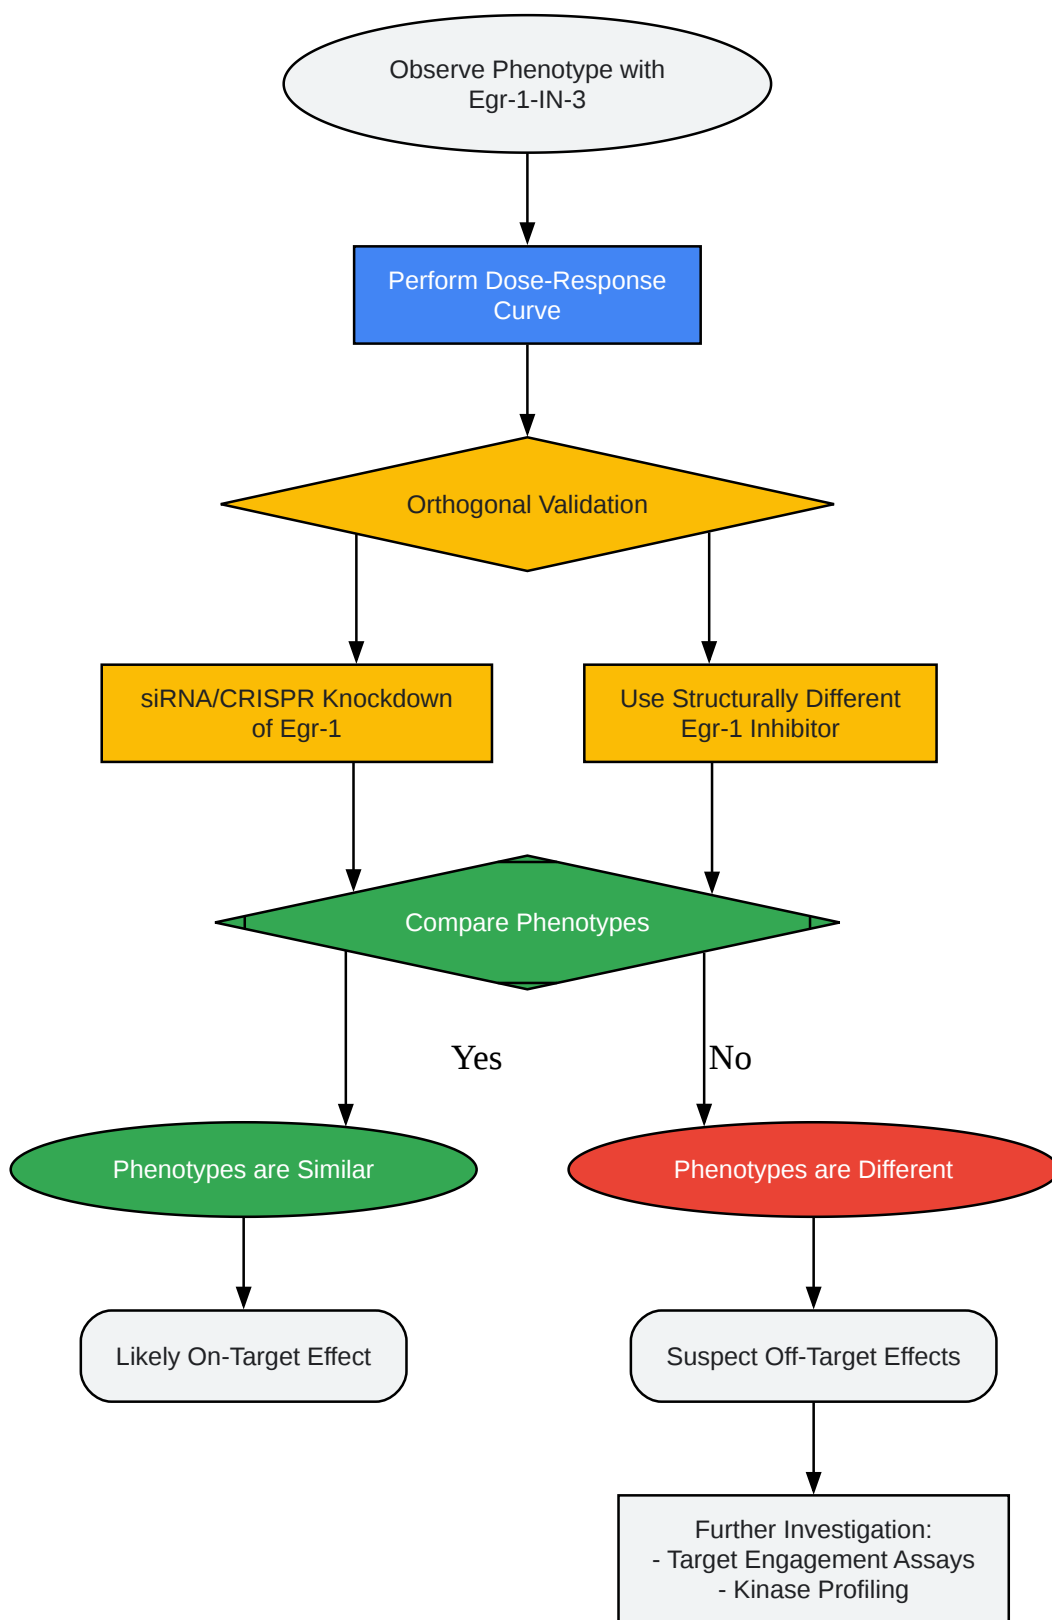 Observe Phenotype with
Egr-1-IN-3
Perform Dose-Response
Curve
Orthogonal Validation
siRNA/CRISPR Knockdown
of Egr-1
Use Structurally Different
Egr-1 Inhibitor
Compare Phenotypes
Yes
No
Phenotypes are Similar
Phenotypes are Different
Likely On-Target Effect
Suspect Off-Target Effects
Further Investigation:
- Target Engagement Assays
- Kinase Profiling